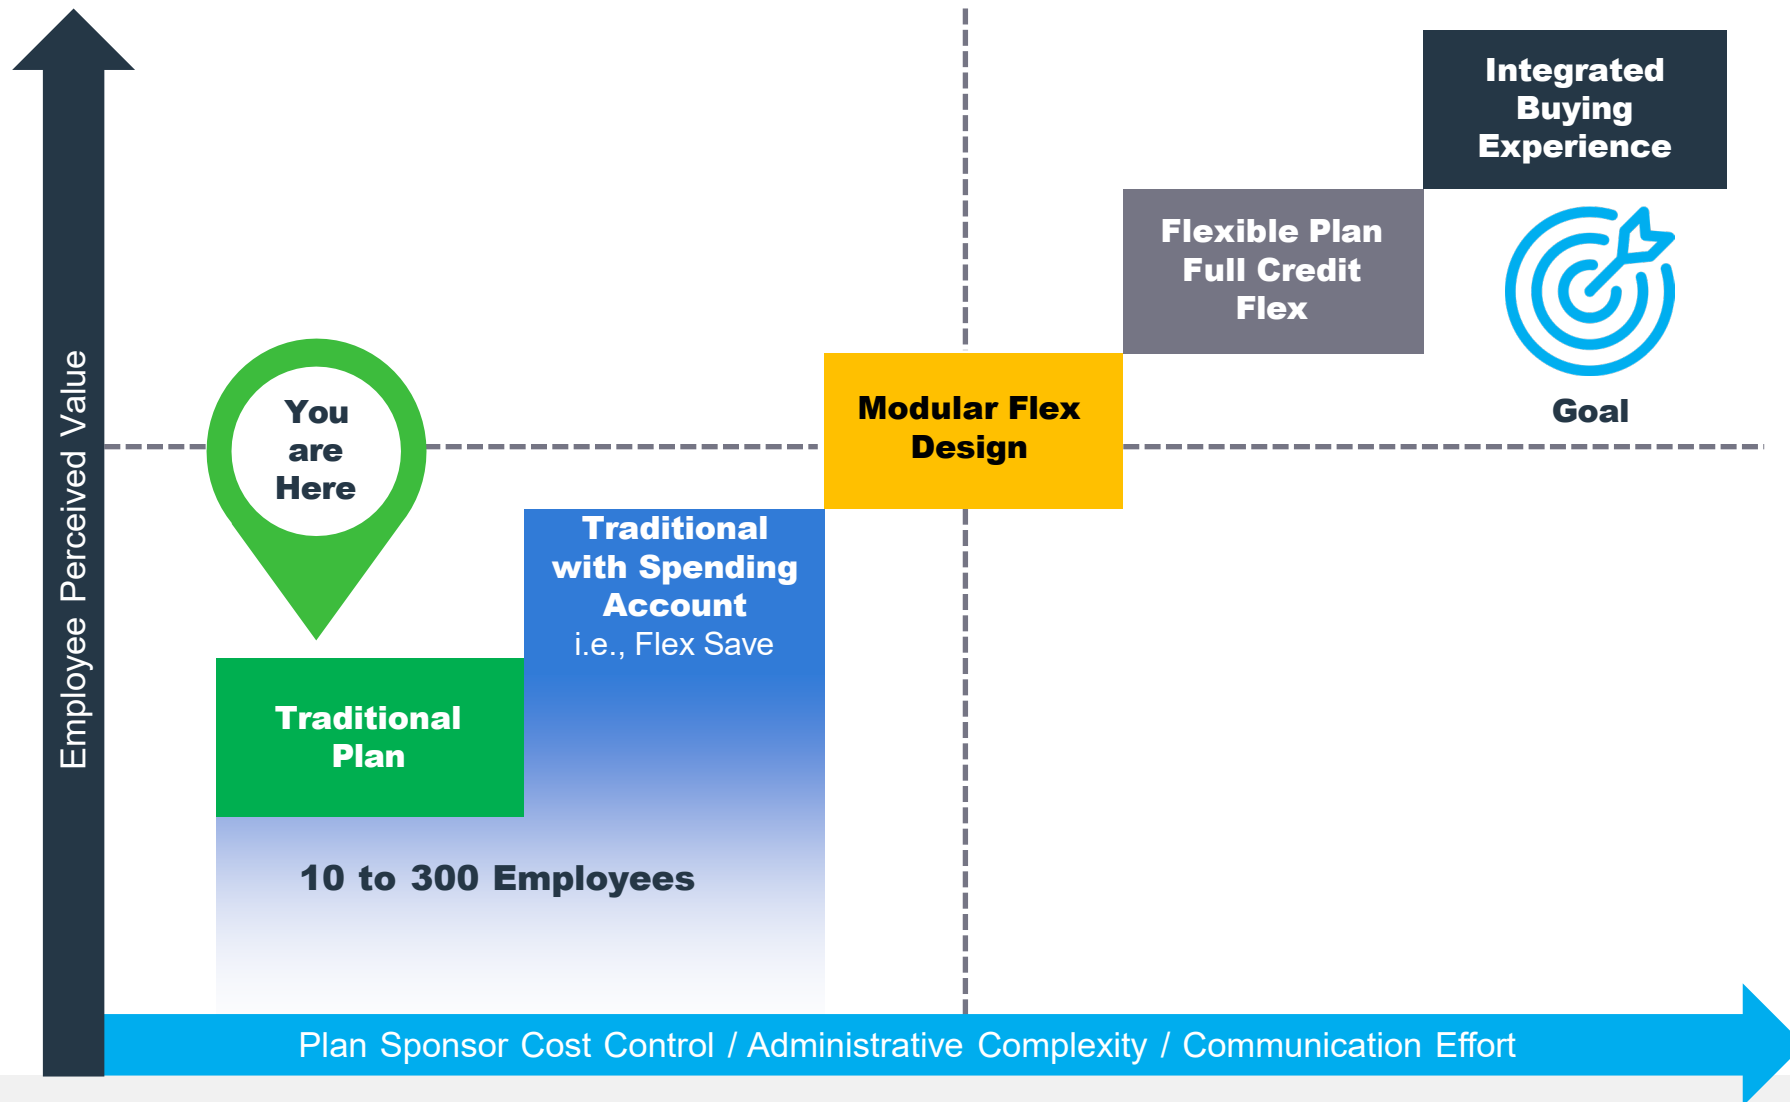 Integrated
Buying
Experience
Flexible Plan
Full Credit
Flex
Goal
Modular Flex
Design
You
are
Here
Traditional
with Spending
Account
i.e., Flex Save
Traditional
Plan
10 to 300 Employees
Employee Perceived Value
Plan Sponsor Cost Control / Administrative Complexity / Communication Effort